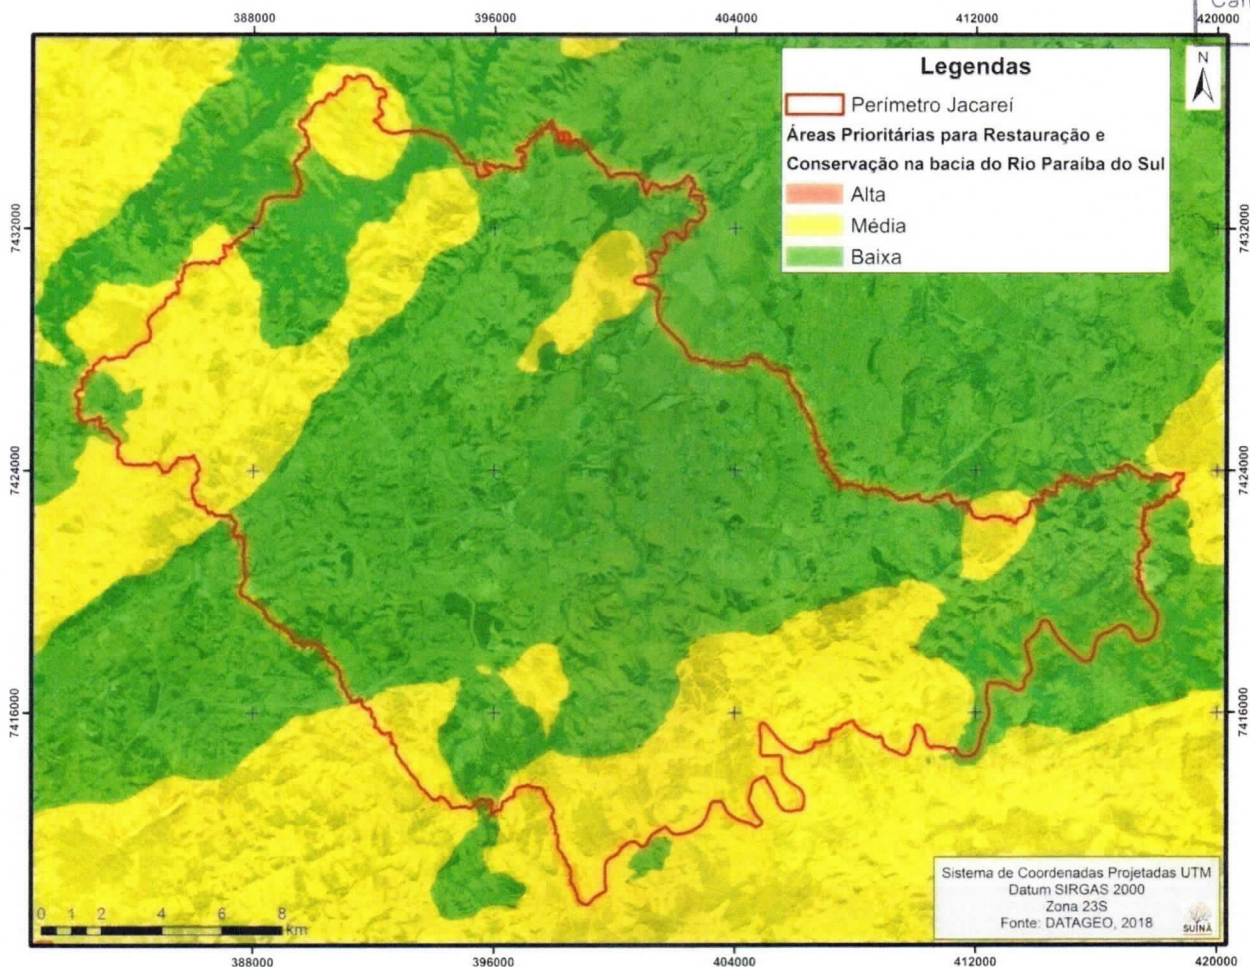 388000 396000 404000 412000 420000
Legendas
N
Perímetro Jacareí
Áreas Prioritárias para Restauração e
Conservação na bacia do Rio Paraíba do Sul
Alta
Média
Baixa
7432000 7432000
7424000 7424000
7416000 7416000
Sistema de Coordenadas Projetadas UTM
Datum SIRGAS 2000
Zona 23S
Fonte: DATAGEO, 2018
SUINÃ
0 1 2 4 6 8 km
388000 396000 404000 412000 420000